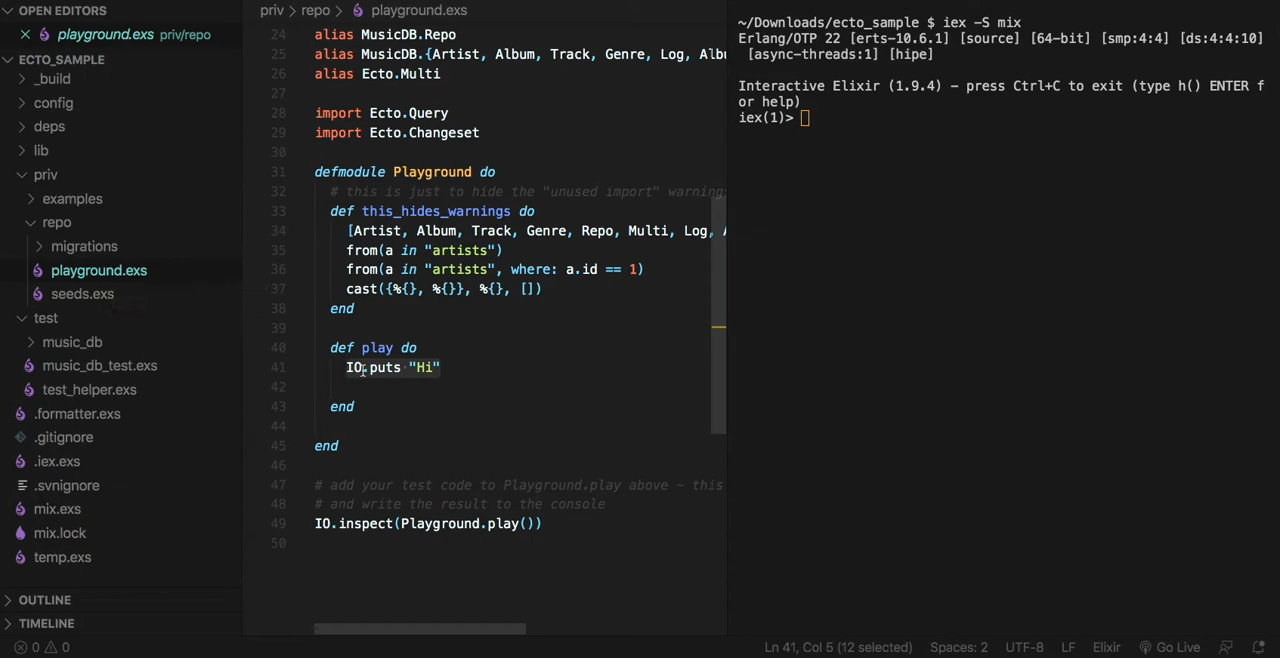 OPEN EDITORS
playground.exs priv/repo
ECTO_SAMPLE
_build
config
deps
lib
priv
examples
repo
migrations
playground.exs
seeds.exs
test
music_db
music_db_test.exs
test_helper.exs
.formatter.exs
.gitignore
.iex.exs
.svnignore
mix.exs
mix.lock
temp.exs
OUTLINE
TIMELINE
priv > repo > playground.exs
24 alias MusicDB.Repo
25 alias MusicDB.{Artist, Album, Track, Genre, Log, Albu
26 alias Ecto.Multi
27
28 import Ecto.Query
29 import Ecto.Changeset
30
31 defmodule Playground do
32 # this is just to hide the "unused import" warning
33 def this_hides_warnings do
34 [Artist, Album, Track, Genre, Repo, Multi, Log, A
35 from(a in "artists")
36 from(a in "artists", where: a.id == 1)
37 cast({%{}, %{}}, %{}, [])
38 end
39
40 def play do
41 IO.puts "Hi"
42
43 end
44
45 end
46
47 # add your test code to Playground.play above - this
48 # and write the result to the console
49 IO.inspect(Playground.play())
50
~/Downloads/ecto_sample $ iex -S mix
Erlang/OTP 22 [erts-10.6.1] [source] [64-bit] [smp:4:4] [ds:4:4:10]
[async-threads:1] [hipe]
Interactive Elixir (1.9.4) - press Ctrl+C to exit (type h() ENTER f
or help)
iex(1)>
0 0
Ln 41, Col 5 (12 selected) Spaces: 2 UTF-8 LF Elixir Go Live